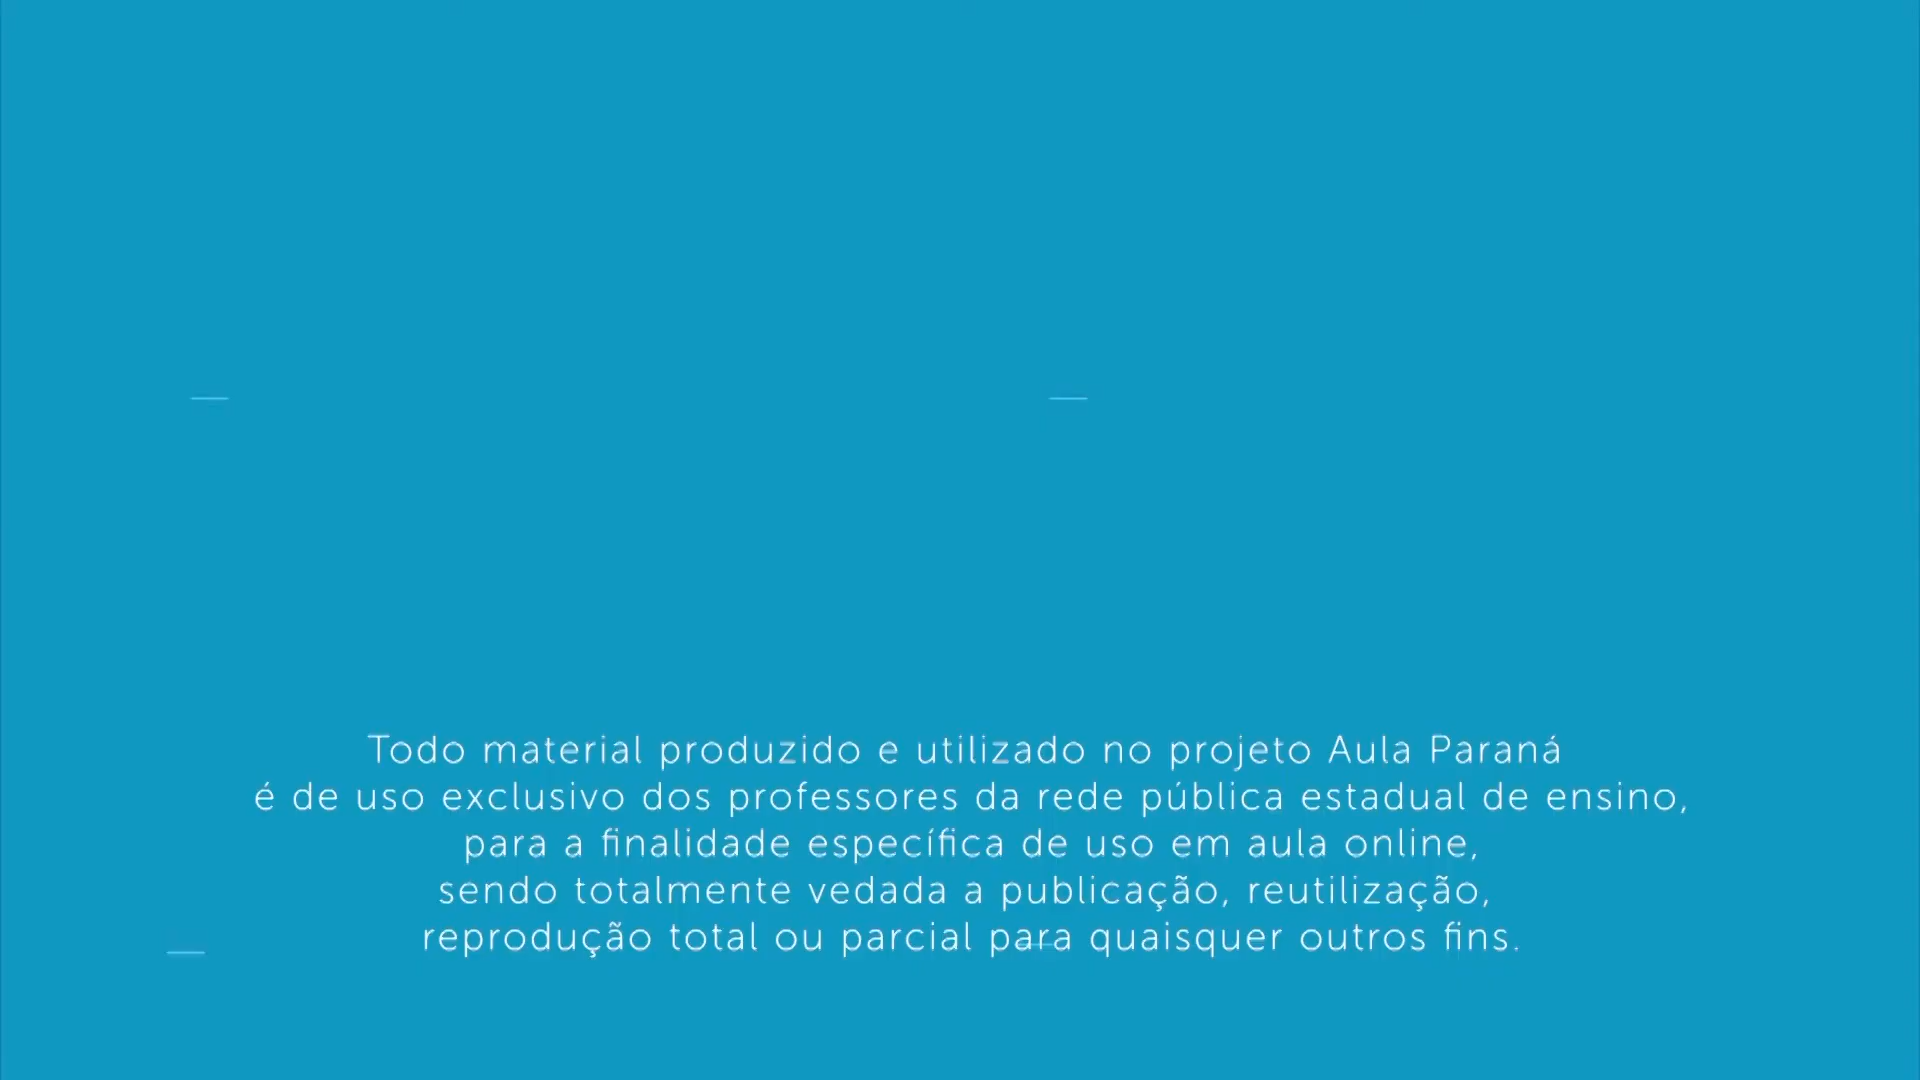 Todo material produzido e utilizado no projeto Aula Paraná
é de uso exclusivo dos professores da rede pública estadual de ensino,
para a finalidade específica de uso em aula online,
sendo totalmente vedada a publicação, reutilização,
reprodução total ou parcial para quaisquer outros fins.